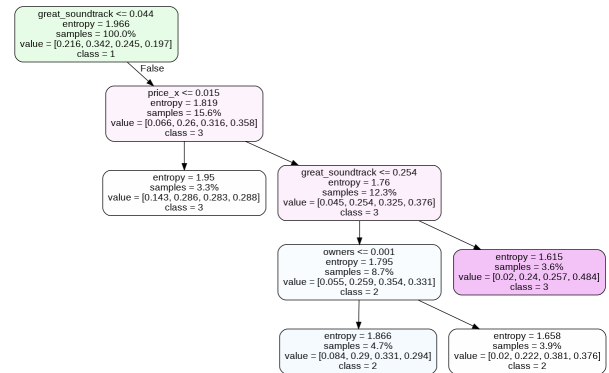 great_soundtrack <= 0.044
entropy = 1.966
samples = 100.0%
value = [0.216, 0.342, 0.245, 0.197]
class = 1
False
price_x <= 0.015
entropy = 1.819
samples = 15.6%
value = [0.066, 0.26, 0.316, 0.358]
class = 3
entropy = 1.95
samples = 3.3%
value = [0.143, 0.286, 0.283, 0.288]
class = 3
great_soundtrack <= 0.254
entropy = 1.76
samples = 12.3%
value = [0.045, 0.254, 0.325, 0.376]
class = 3
owners <= 0.001
entropy = 1.795
samples = 8.7%
value = [0.055, 0.259, 0.354, 0.331]
class = 2
entropy = 1.615
samples = 3.6%
value = [0.02, 0.24, 0.257, 0.484]
class = 3
entropy = 1.866
samples = 4.7%
value = [0.084, 0.29, 0.331, 0.294]
class = 2
entropy = 1.658
samples = 3.9%
value = [0.02, 0.222, 0.381, 0.376]
class = 2